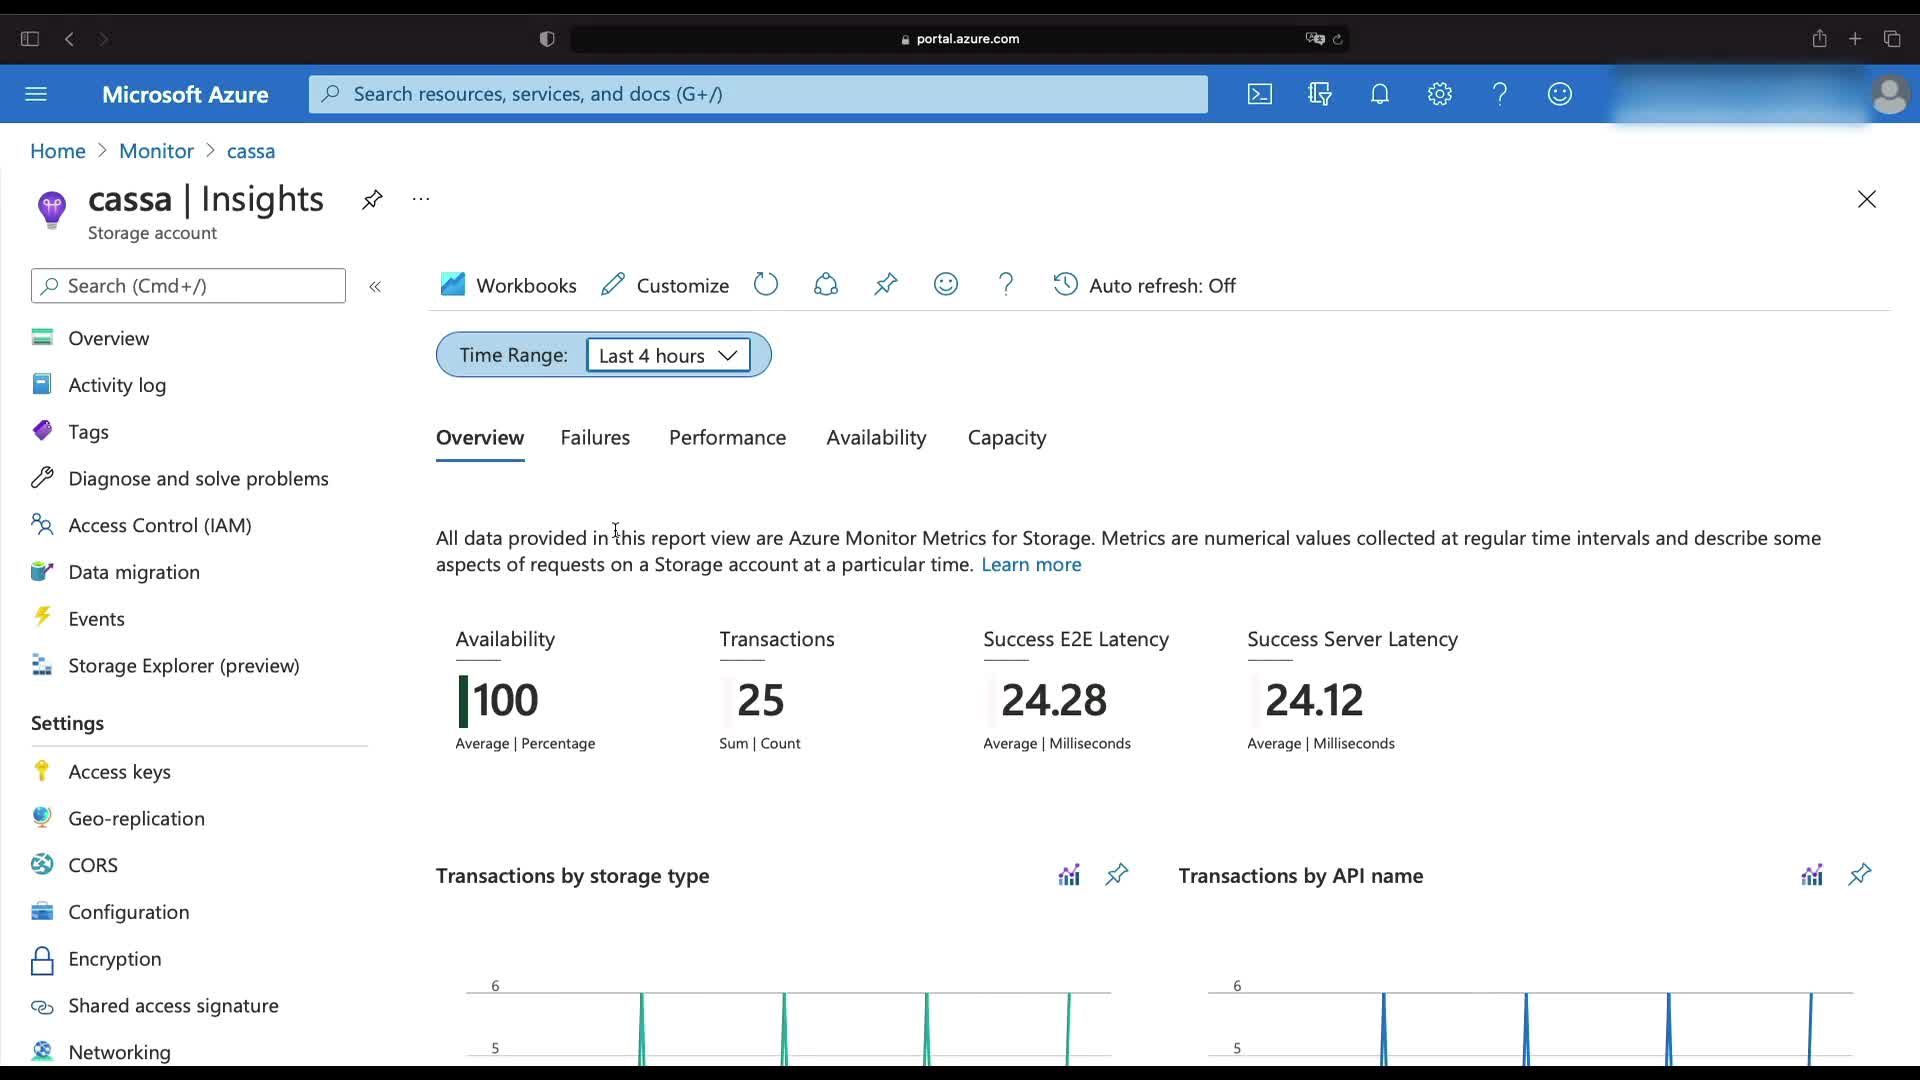 portal.azure.com
Microsoft Azure
Search resources, services, and docs (G+/)
Home > Monitor > cassa
cassa | Insights
Storage account
Search (Cmd+/)
Workbooks
Customize
Auto refresh: Off
Overview
Activity log
Tags
Diagnose and solve problems
Access Control (IAM)
Data migration
Events
Storage Explorer (preview)
Settings
Access keys
Geo-replication
CORS
Configuration
Encryption
Shared access signature
Networking
Time Range: Last 4 hours
Overview Failures Performance Availability Capacity
All data provided in this report view are Azure Monitor Metrics for Storage. Metrics are numerical values collected at regular time intervals and describe some
aspects of requests on a Storage account at a particular time. Learn more
Availability
100
Average | Percentage
Transactions
25
Sum | Count
Success E2E Latency
24.28
Average | Milliseconds
Success Server Latency
24.12
Average | Milliseconds
Transactions by storage type
6
5
Transactions by API name
6
5